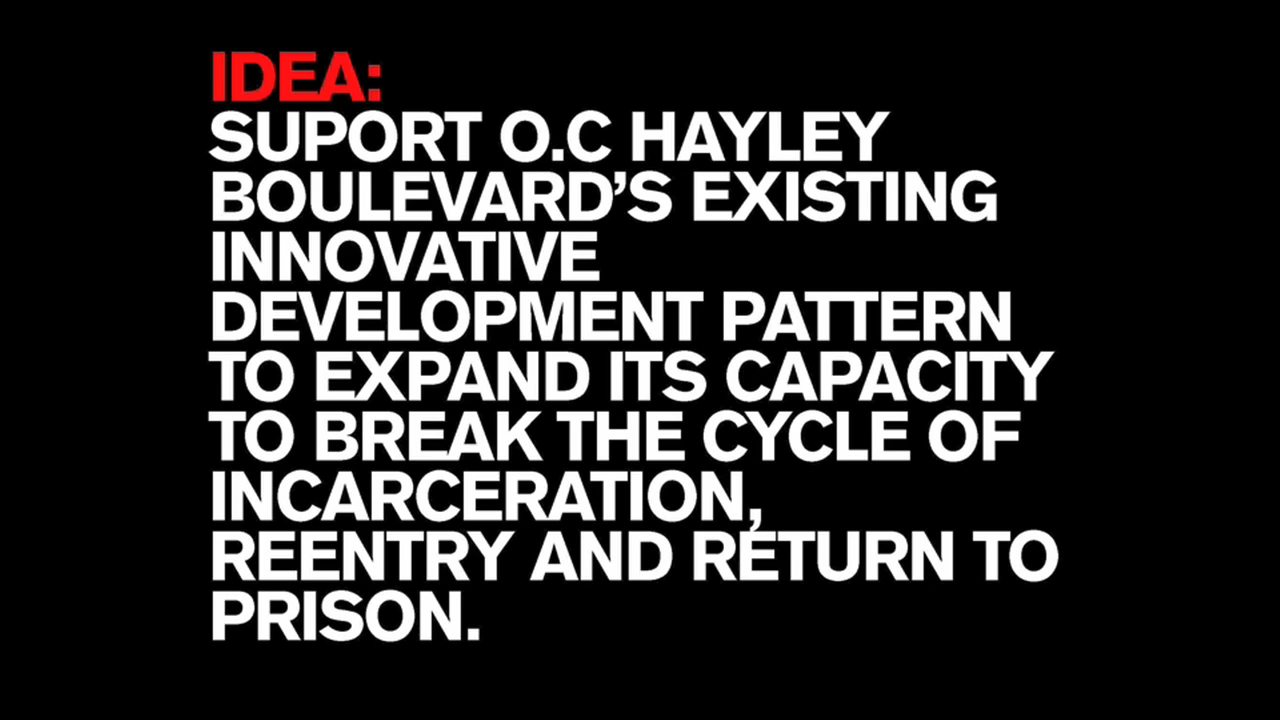 IDEA:
SUPORT O.C HAYLEY
BOULEVARD’S EXISTING
INNOVATIVE
DEVELOPMENT PATTERN
TO EXPAND ITS CAPACITY
TO BREAK THE CYCLE OF
INCARCERATION,
REENTRY AND RETURN TO
PRISON.